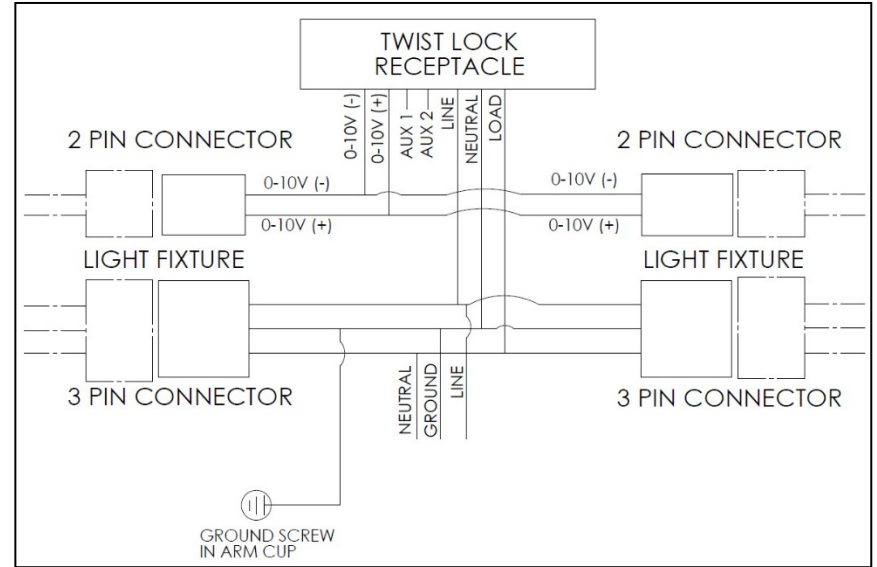 TWIST LOCK
RECEPTACLE
0-10V (-)
0-10V (+)
AUX 1
AUX 2
LINE
NEUTRAL
LOAD
2 PIN CONNECTOR
2 PIN CONNECTOR
0-10V (-)
0-10V (-)
0-10V (+)
0-10V (+)
LIGHT FIXTURE
LIGHT FIXTURE
3 PIN CONNECTOR
3 PIN CONNECTOR
NEUTRAL
GROUND
LINE
GROUND SCREW
IN ARM CUP